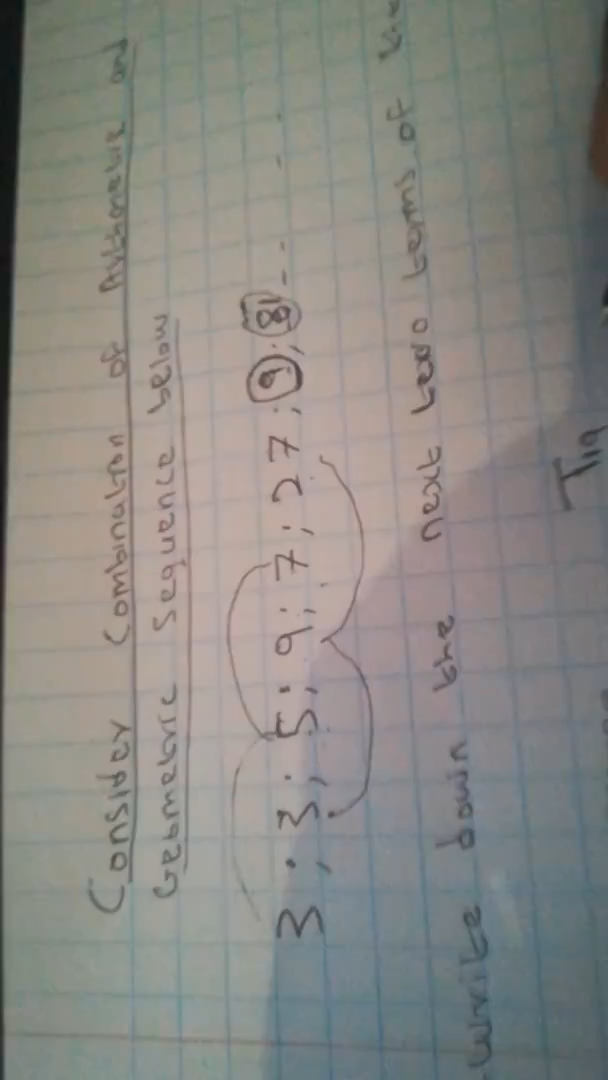 Consider Combination of Arithmetic and
Geometric Sequence below
3 ; 3 ; 5 ; 9 ; 7 ; 27 ; 9 ; 81 - - - -
Write down the next two terms of the
T19